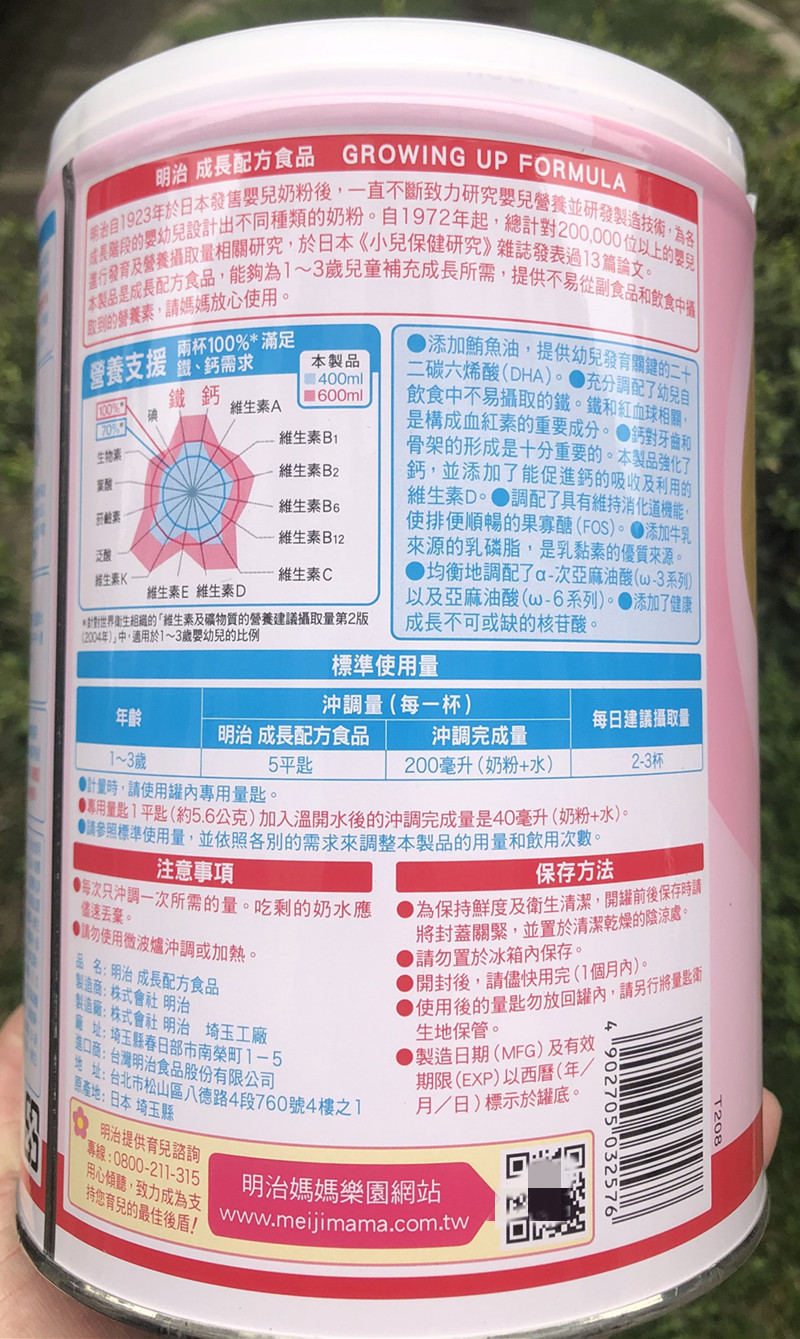 明治 成長配方食品 GROWING UP FORMULA
明治自1923年於日本發售嬰兒奶粉後，一直不斷致力研究嬰兒營養並研發製造技術，為各
成長階段的嬰幼兒設計出不同種類的奶粉。自1972年起，總計對200,000位以上的嬰兒
進行發育及營養攝取量相關研究，於日本《小兒保健研究》雜誌發表過13篇論文。
本製品是成長配方食品，能夠為1～3歲兒童補充成長所需，提供不易從副食品和飲食中攝
取到的營養素，請媽媽放心使用。
營養支援
兩杯100%*滿足
鐵、鈣需求
本製品
400ml
600ml
100%*
70%*
碘
鐵
鈣
維生素A
維生素B1
維生素B2
維生素B6
維生素B12
維生素C
維生素D
維生素E
維生素K
泛酸
菸鹼素
葉酸
生物素
*針對世界衛生組織的「維生素及礦物質的營養建議攝取量第2版
(2004年)」中，適用於1～3歲嬰幼兒的比例
●添加鮪魚油，提供幼兒發育關鍵的二十
二碳六烯酸(DHA)。●充分調配了幼兒自
飲食中不易攝取的鐵。鐵和紅血球相關，
是構成血紅素的重要成分。●鈣對牙齒和
骨架的形成是十分重要的。本製品強化了
鈣，並添加了能促進鈣的吸收及利用的
維生素D。●調配了具有維持消化道機能，
使排便順暢的果寡醣(FOS)。●添加牛乳
來源的乳磷脂，是乳黏素的優質來源。
●均衡地調配了α-次亞麻油酸(ω-3系列)
以及亞麻油酸(ω-6系列)。●添加了健康
成長不可或缺的核苷酸。
標準使用量
年齡
沖調量(每一杯)
每日建議攝取量
明治 成長配方食品
沖調完成量
1～3歲
5平匙
200毫升(奶粉+水)
2-3杯
●計量時，請使用罐內專用量匙。
●專用量匙1平匙(約5.6公克)加入溫開水後的沖調完成量是40毫升(奶粉+水)。
●請參照標準使用量，並依照各別的需求來調整本製品的用量和飲用次數。
注意事項
●每次只沖調一次所需的量。吃剩的奶水應
儘速丟棄。
●請勿使用微波爐沖調或加熱。
品 名：明治 成長配方食品
製造商：株式會社 明治
製造廠：株式會社 明治 埼玉工廠
廠 址：埼玉縣春日部市南榮町1－5
進口商：台灣明治食品股份有限公司
地 址：台北市松山區八德路4段760號4樓之1
原產地：日本 埼玉縣
保存方法
●為保持鮮度及衛生清潔，開罐前後保存時請
將封蓋關緊，並置於清潔乾燥的陰涼處。
●請勿置於冰箱內保存。
●開封後，請儘快用完(1個月內)。
●使用後的量匙勿放回罐內，請另行將量匙衛
生地保管。
●製造日期(MFG)及有效
期限(EXP)以西曆(年／
月／日)標示於罐底。
4 902705 032576
T208
明治提供育兒諮詢
專線：0800-211-315
用心傾聽，致力成為支
持您育兒的最佳後盾！
明治媽媽樂園網站
www.meijimama.com.tw